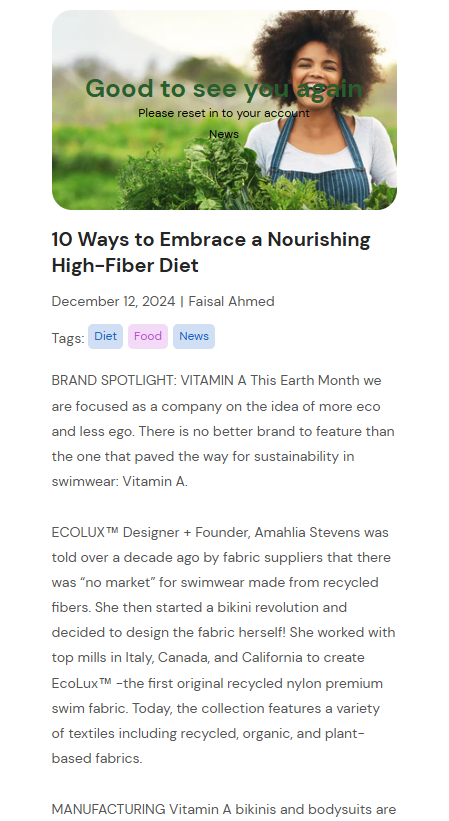 Good to see you again
Please reset in to your account
News
10 Ways to Embrace a Nourishing
High-Fiber Diet
December 12, 2024 | Faisal Ahmed
Tags: Diet Food News
BRAND SPOTLIGHT: VITAMIN A This Earth Month we
are focused as a company on the idea of more eco
and less ego. There is no better brand to feature than
the one that paved the way for sustainability in
swimwear: Vitamin A.
ECOLUX™ Designer + Founder, Amahlia Stevens was
told over a decade ago by fabric suppliers that there
was “no market” for swimwear made from recycled
fibers. She then started a bikini revolution and
decided to design the fabric herself! She worked with
top mills in Italy, Canada, and California to create
EcoLux™ -the first original recycled nylon premium
swim fabric. Today, the collection features a variety
of textiles including recycled, organic, and plant-
based fabrics.
MANUFACTURING Vitamin A bikinis and bodysuits are